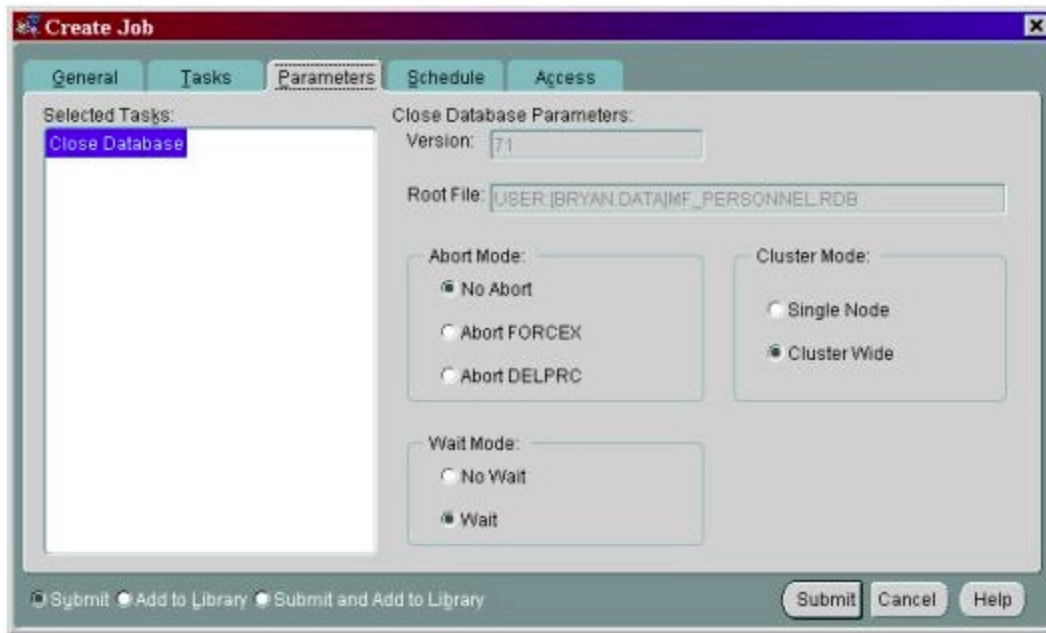 Create Job
General Tasks Parameters Schedule Access
Selected Tasks:
Close Database
Close Database Parameters:
Version: 71
Root File: USER:[BRYAN.DATA]MF_PERSONNEL.RDB
Abort Mode:
No Abort
Abort FORCEX
Abort DELPRC
Cluster Mode:
Single Node
Cluster Wide
Wait Mode:
No Wait
Wait
Submit Add to Library Submit and Add to Library
Submit Cancel Help